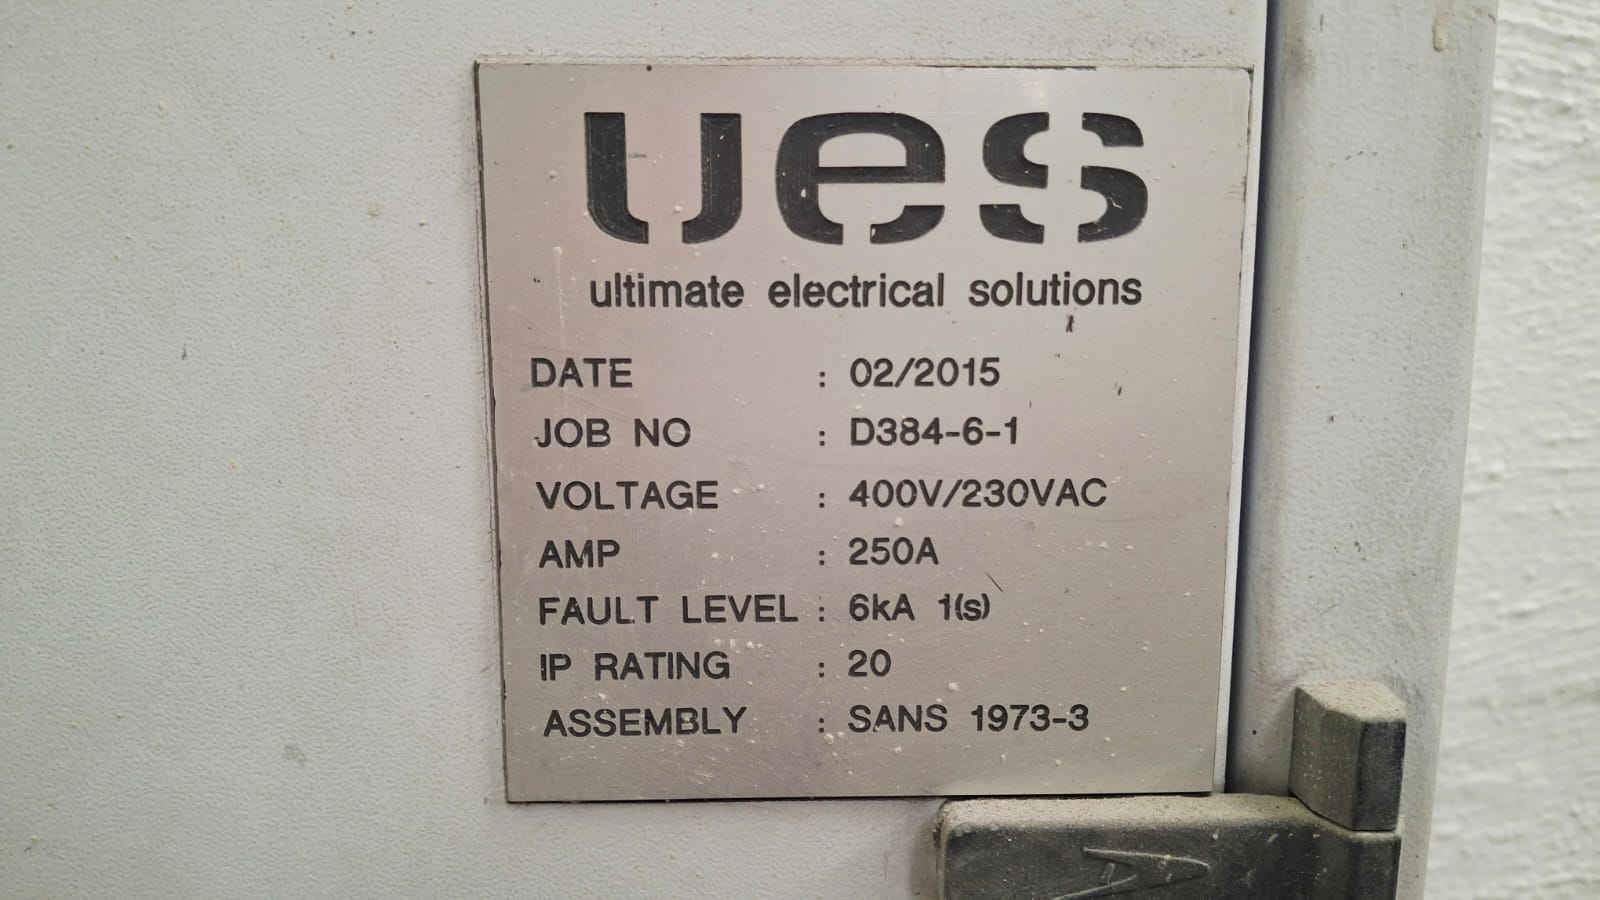 ues
ultimate electrical solutions
DATE : 02/2015
JOB NO : D384-6-1
VOLTAGE : 400V/230VAC
AMP : 250A
FAULT LEVEL : 6kA 1(s)
IP RATING : 20
ASSEMBLY : SANS 1973-3